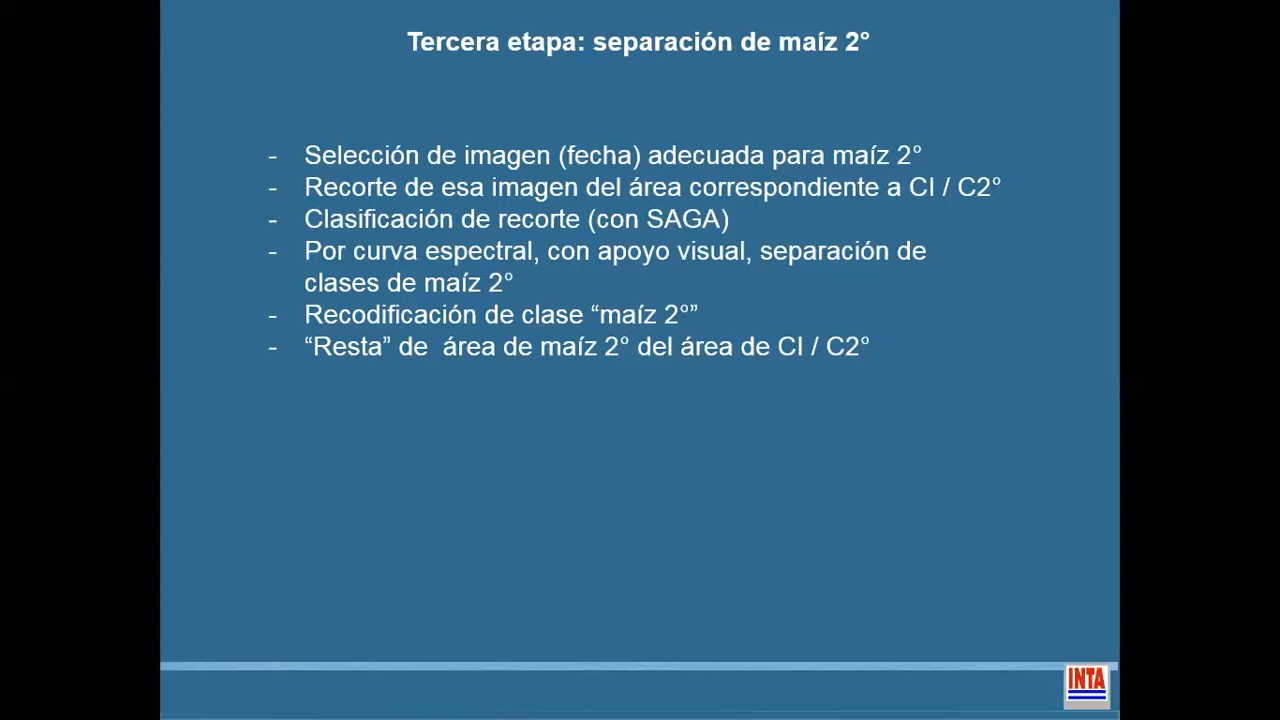 Tercera etapa: separación de maíz 2°
- Selección de imagen (fecha) adecuada para maíz 2°
- Recorte de esa imagen del área correspondiente a CI / C2°
- Clasificación de recorte (con SAGA)
- Por curva espectral, con apoyo visual, separación de
clases de maíz 2°
- Recodificación de clase “maíz 2°”
- “Resta” de  área de maíz 2° del área de CI / C2°
INTA